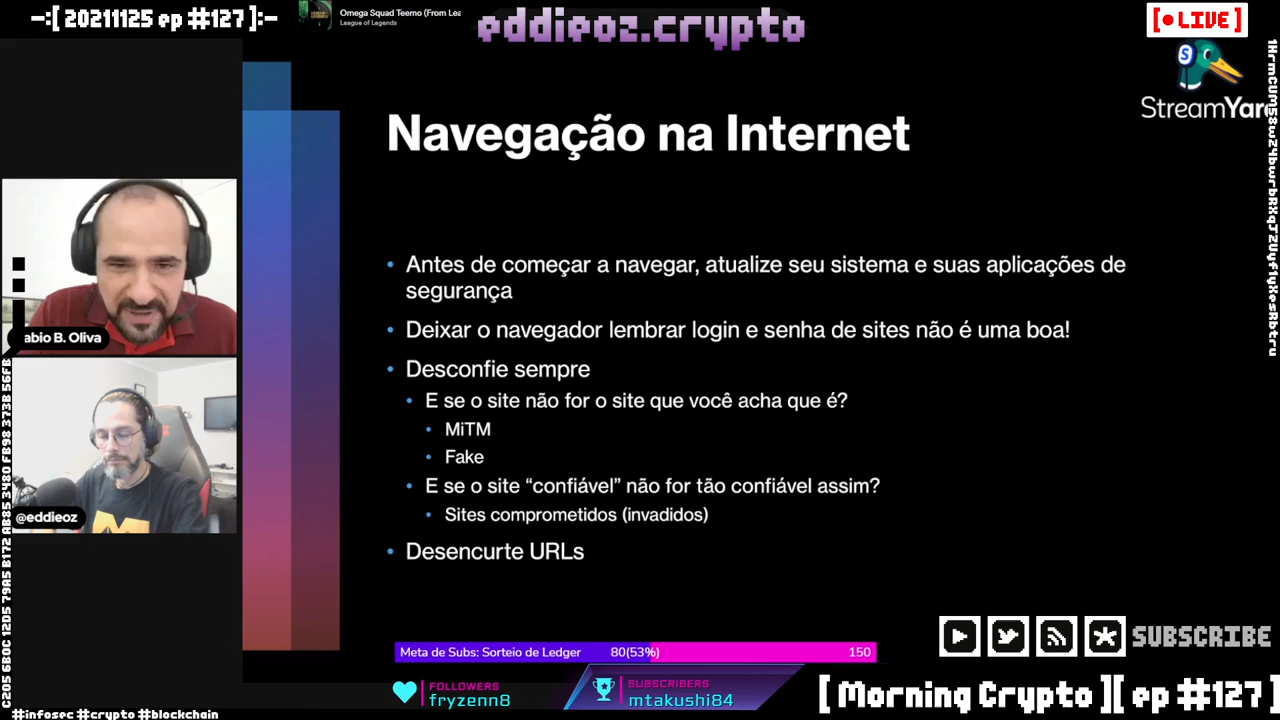 -:[ 20211125 ep #127 ]:-
Omega Squad Teemo (From Lea
League of Legends
eddieoz.crypto
[•LIVE]
S
StreamYard
Navegação na Internet
• Antes de começar a navegar, atualize seu sistema e suas aplicações de
segurança
• Deixar o navegador lembrar login e senha de sites não é uma boa!
• Desconfie sempre
• E se o site não for o site que você acha que é?
• MiTM
• Fake
• E se o site “confiável” não for tão confiável assim?
• Sites comprometidos (invadidos)
• Desencurte URLs
abio B. Oliva
@eddieoz
Meta de Subs: Sorteio de Ledger 80(53%) 150
FOLLOWERS
fryzenn8
SUBSCRIBERS
mtakushi84
SUBSCRIBE
[ Morning Crypto ][ ep #127 ]
#infosec #crypto #blockchain